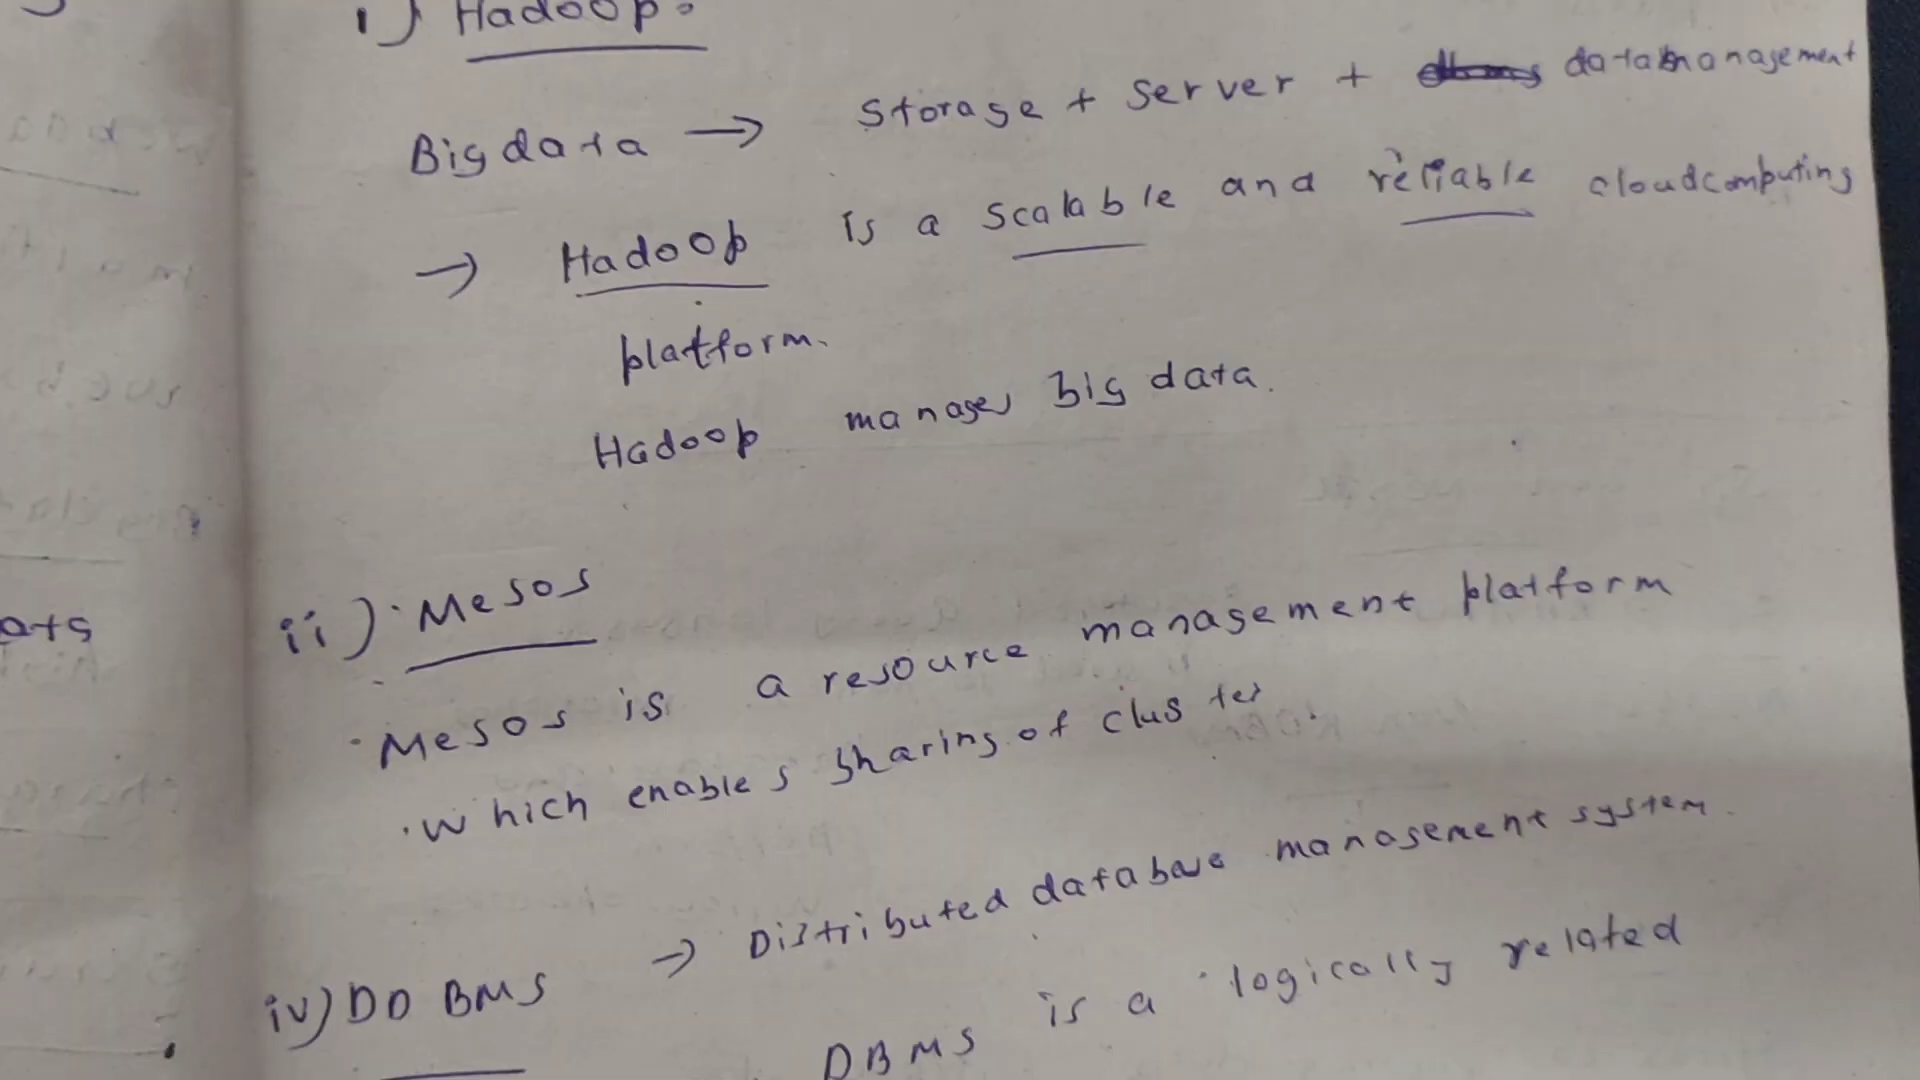 i) Hadoop:
Big data → Storage + Server + datamanagement
→ Hadoop is a Scalable and reliable cloudcomputing
platform.
Hadoop manages big data.
ii) Mesos
Mesos is a resource management platform
Which enables sharing of cluster.
iv) DDBMS → Distributed database management system.
DBMS is a logically related